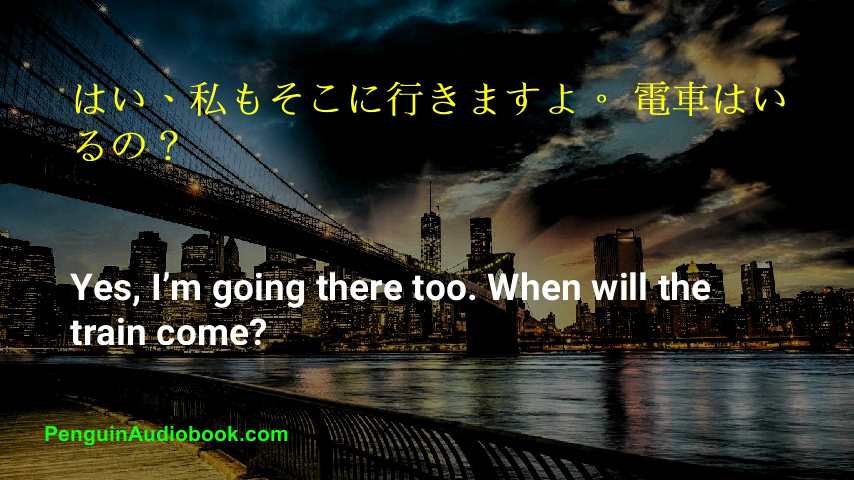 はい、私もそこに行きますよ。 電車はい
るの？
Yes, I’m going there too. When will the
train come?
PenguinAudiobook.com